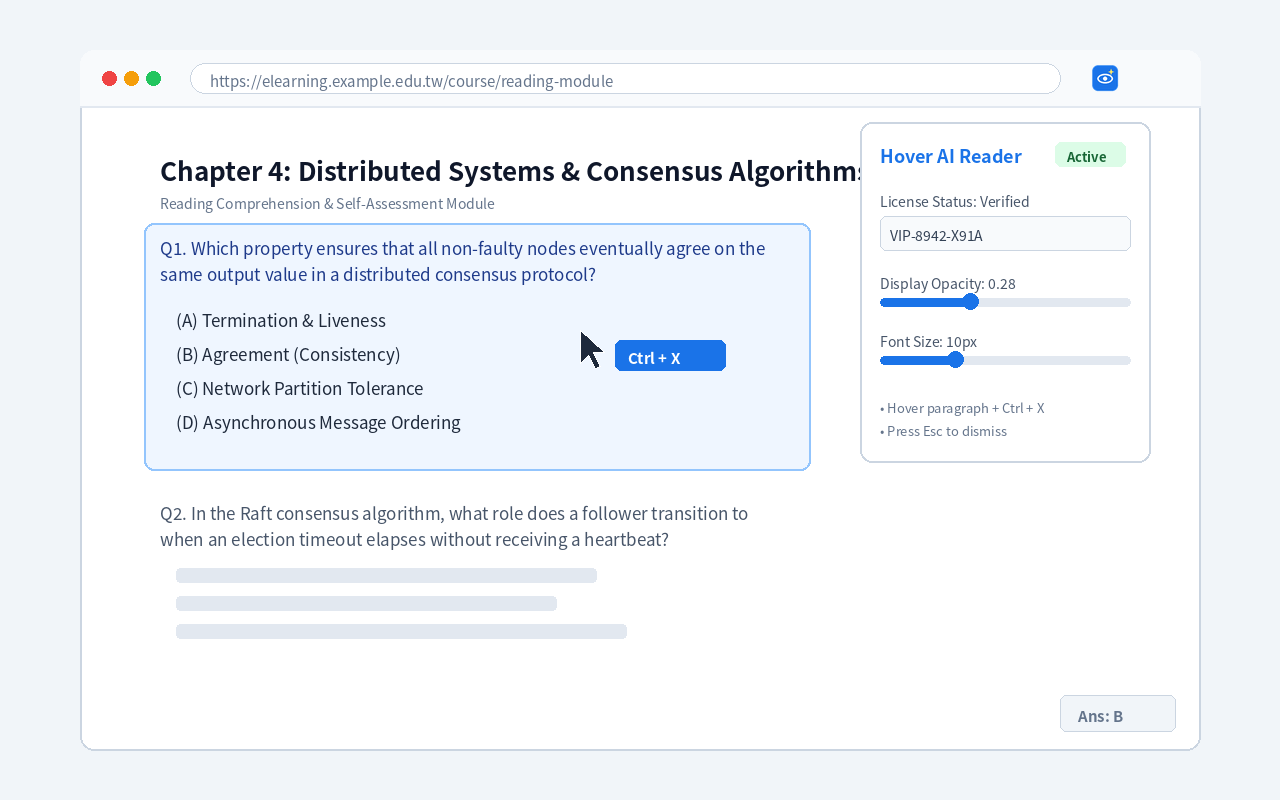 https://elearning.example.edu.tw/course/reading-module
Chapter 4: Distributed Systems & Consensus Algorithms
Reading Comprehension & Self-Assessment Module
Q1. Which property ensures that all non-faulty nodes eventually agree on the
same output value in a distributed consensus protocol?
(A) Termination & Liveness
(B) Agreement (Consistency)
(C) Network Partition Tolerance
(D) Asynchronous Message Ordering
Ctrl + X
Q2. In the Raft consensus algorithm, what role does a follower transition to
when an election timeout elapses without receiving a heartbeat?
Hover AI Reader
Active
License Status: Verified
VIP-8942-X91A
Display Opacity: 0.28
Font Size: 10px
• Hover paragraph + Ctrl + X
• Press Esc to dismiss
Ans: B